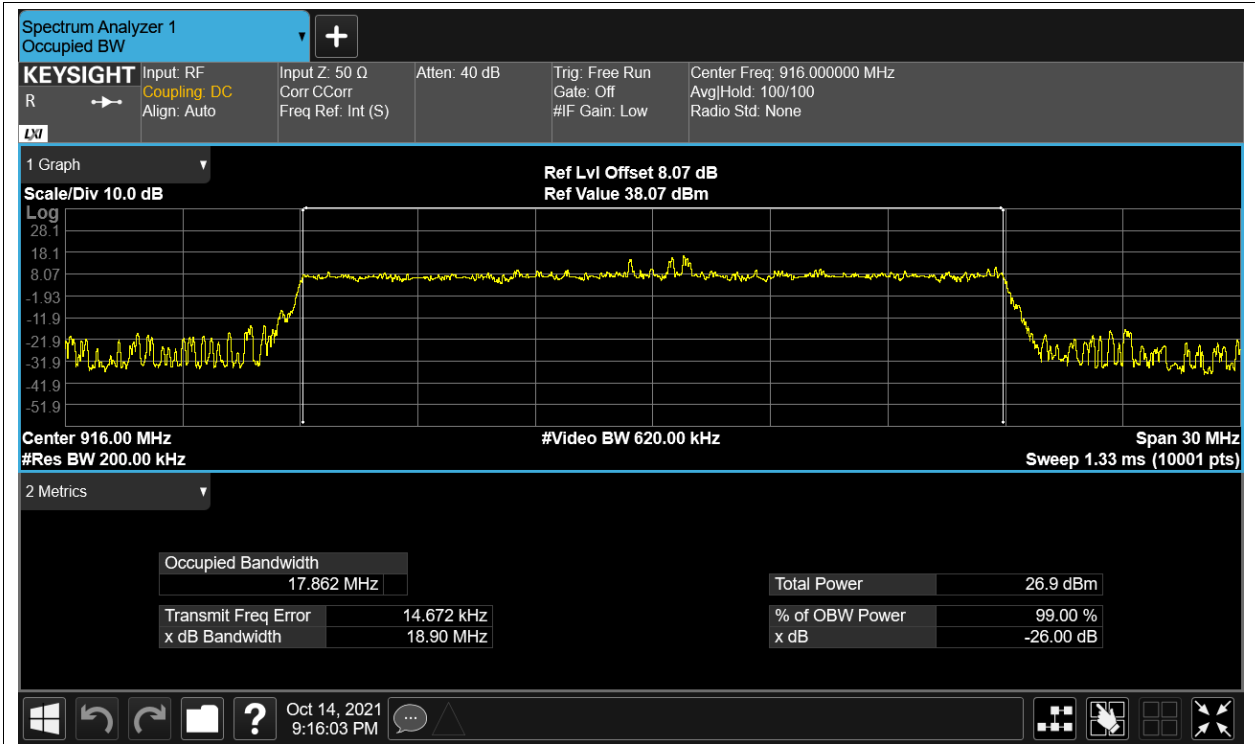 Spectrum Analyzer 1
Occupied BW
KEYSIGHT Input: RF Input Z: 50 Ω Atten: 40 dB Trig: Free Run Center Freq: 916.000000 MHz
R Coupling: DC Corr CCorr Gate: Off Avg|Hold: 100/100
Align: Auto Freq Ref: Int (S) #IF Gain: Low Radio Std: None
LXI
1 Graph
Ref Lvl Offset 8.07 dB
Scale/Div 10.0 dB Ref Value 38.07 dBm
Log
28.1
18.1
8.07
-1.93
-11.9
-21.9
-31.9
-41.9
-51.9
Center 916.00 MHz #Video BW 620.00 kHz Span 30 MHz
#Res BW 200.00 kHz Sweep 1.33 ms (10001 pts)
2 Metrics
Occupied Bandwidth
17.862 MHz Total Power 26.9 dBm
Transmit Freq Error 14.672 kHz % of OBW Power 99.00 %
x dB Bandwidth 18.90 MHz x dB -26.00 dB
Oct 14, 2021
9:16:03 PM